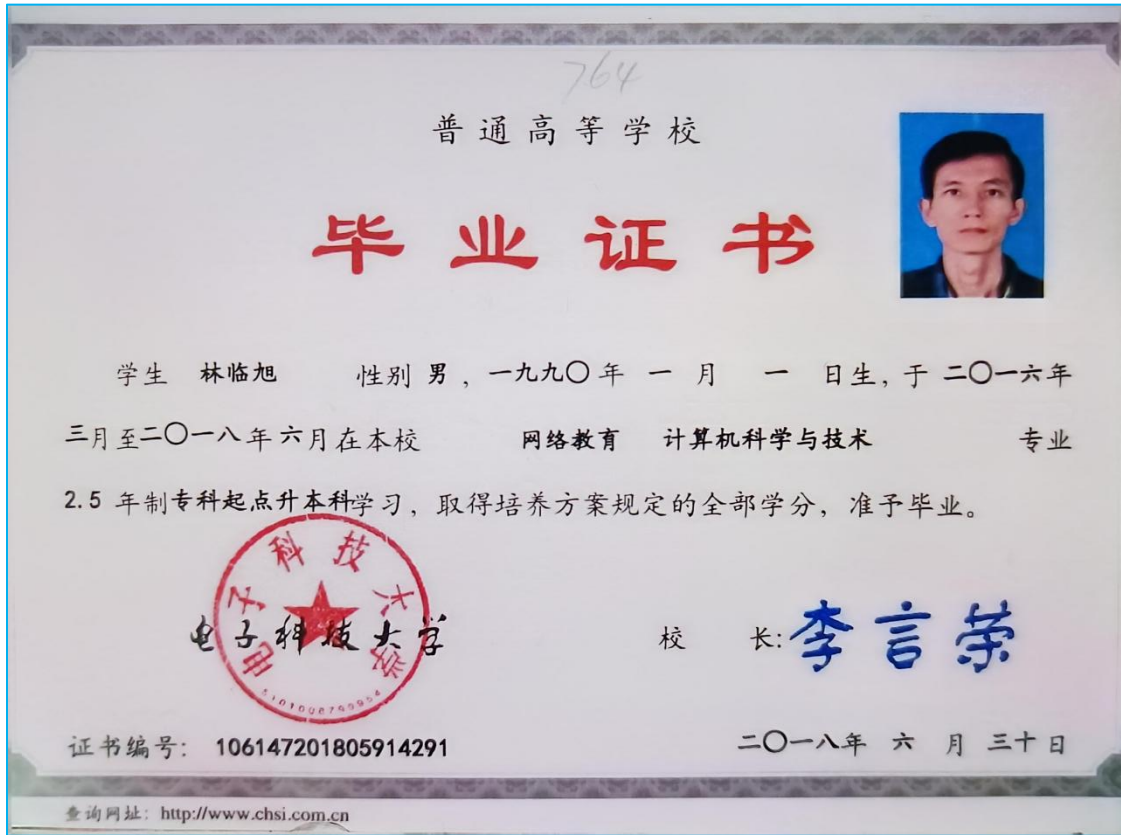 764
普通高等学校
毕业证书
学生 林临旭 性别 男 , 一九九〇 年 一 月 一 日生, 于 二〇一六年
三月至二〇一八年六月在本校 网络教育 计算机科学与技术 专业
2.5 年制专科起点升本科学习, 取得培养方案规定的全部学分, 准予毕业。
电子科技大学
电子科技大学
校 长: 李言荣
证书编号: 106147201805914291
二〇一八年 六 月 三十 日
查询网址: http://www.chsi.com.cn